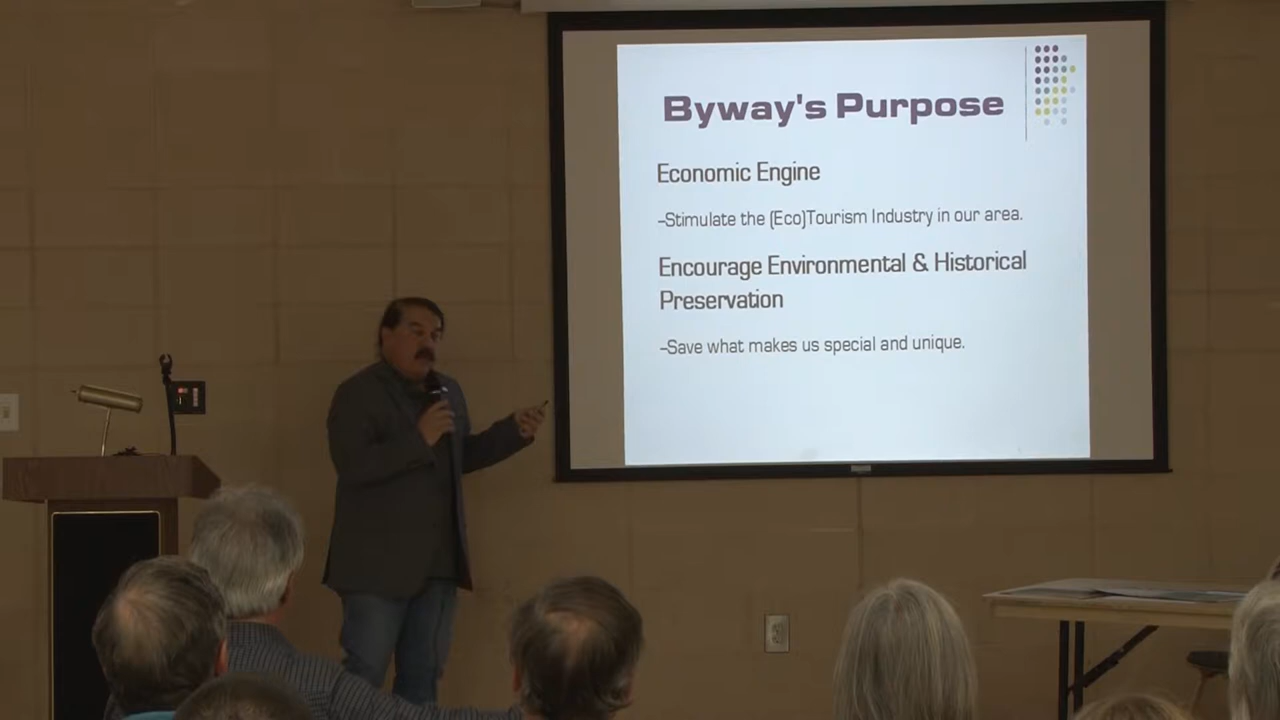 Byway's Purpose
Economic Engine
–Stimulate the (Eco)Tourism Industry in our area.
Encourage Environmental & Historical
Preservation
–Save what makes us special and unique.